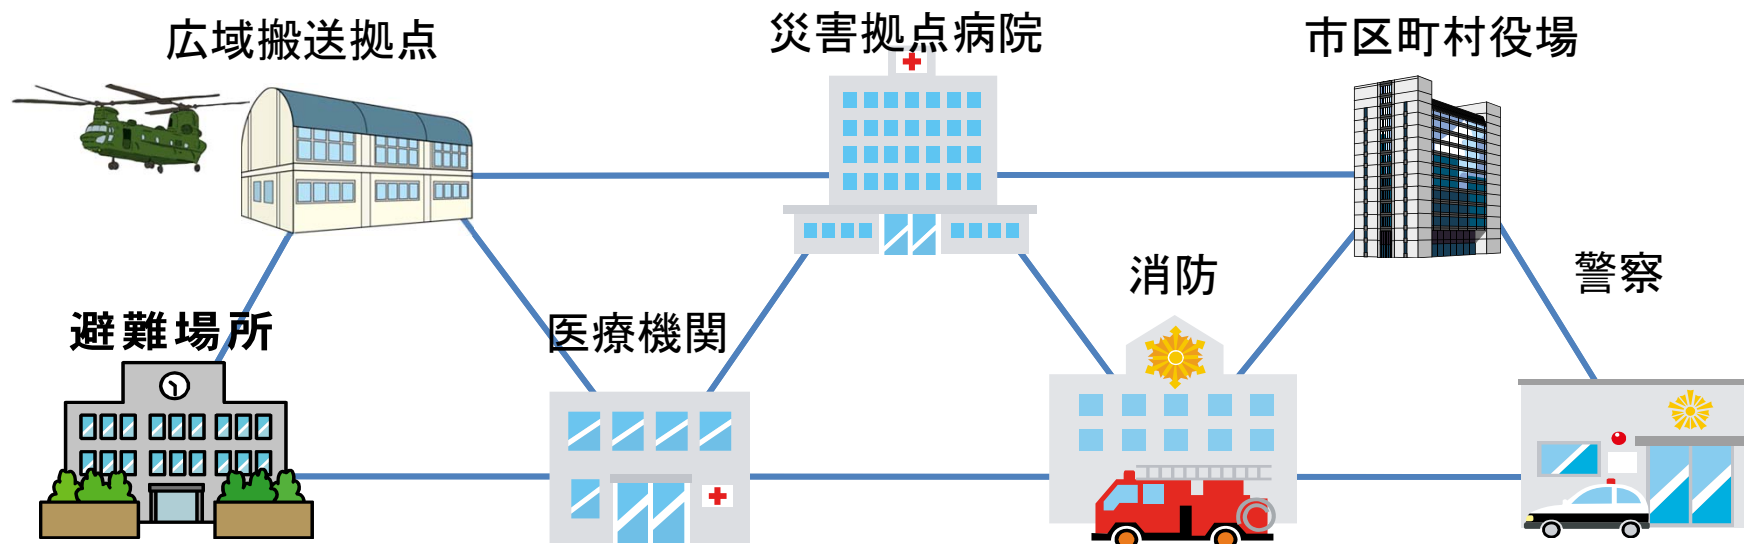 広域搬送拠点
災害拠点病院
市区町村役場
警察
消防
避難場所
医療機関